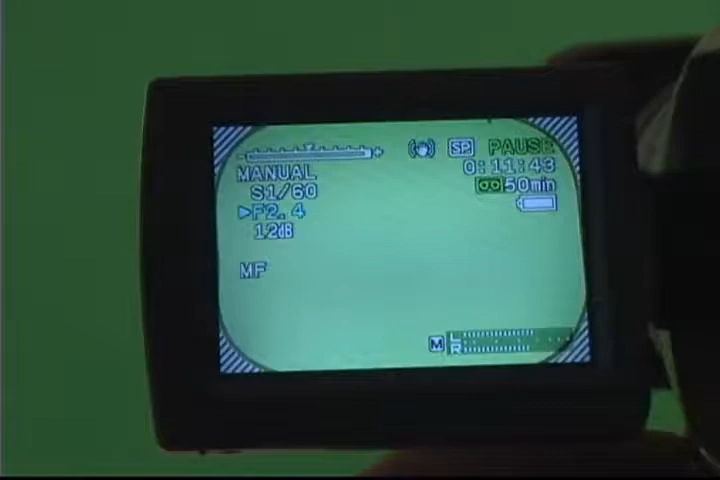 - +
SP PAUSE
MANUAL 0:11:43
S1/60 50min
▶F2.4
12dB
MF
M L
R